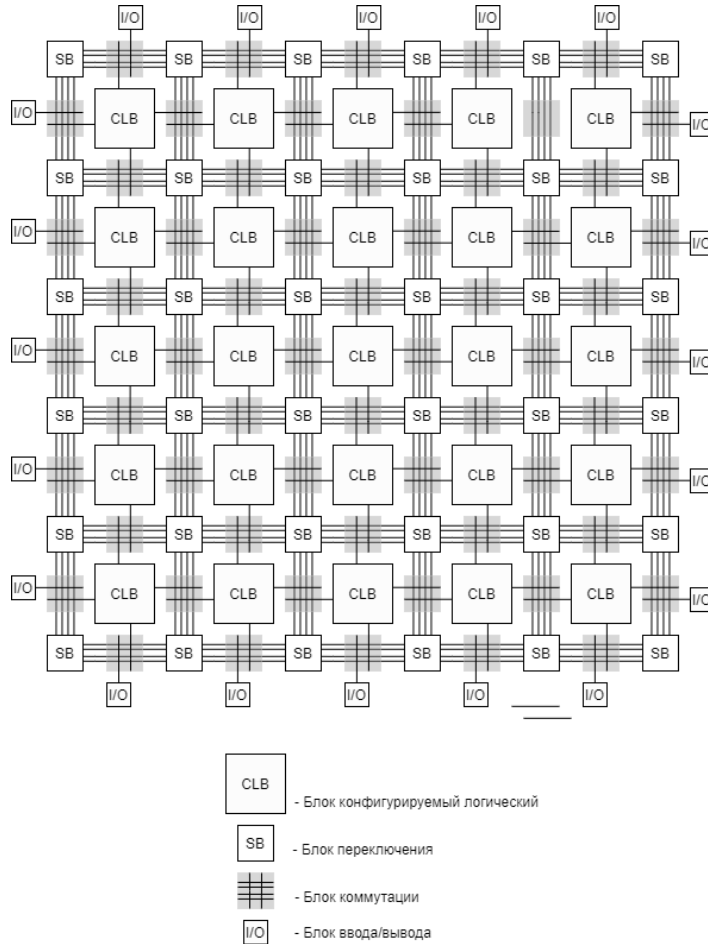 I/O I/O I/O I/O I/O
SB SB SB SB SB SB
I/O CLB CLB CLB CLB CLB I/O
SB SB SB SB SB SB
I/O CLB CLB CLB CLB CLB I/O
SB SB SB SB SB SB
I/O CLB CLB CLB CLB CLB I/O
SB SB SB SB SB SB
I/O CLB CLB CLB CLB CLB I/O
SB SB SB SB SB SB
I/O CLB CLB CLB CLB CLB I/O
SB SB SB SB SB SB
I/O I/O I/O I/O I/O
CLB - Блок конфигурируемый логический
SB - Блок переключения
- Блок коммутации
I/O - Блок ввода/вывода